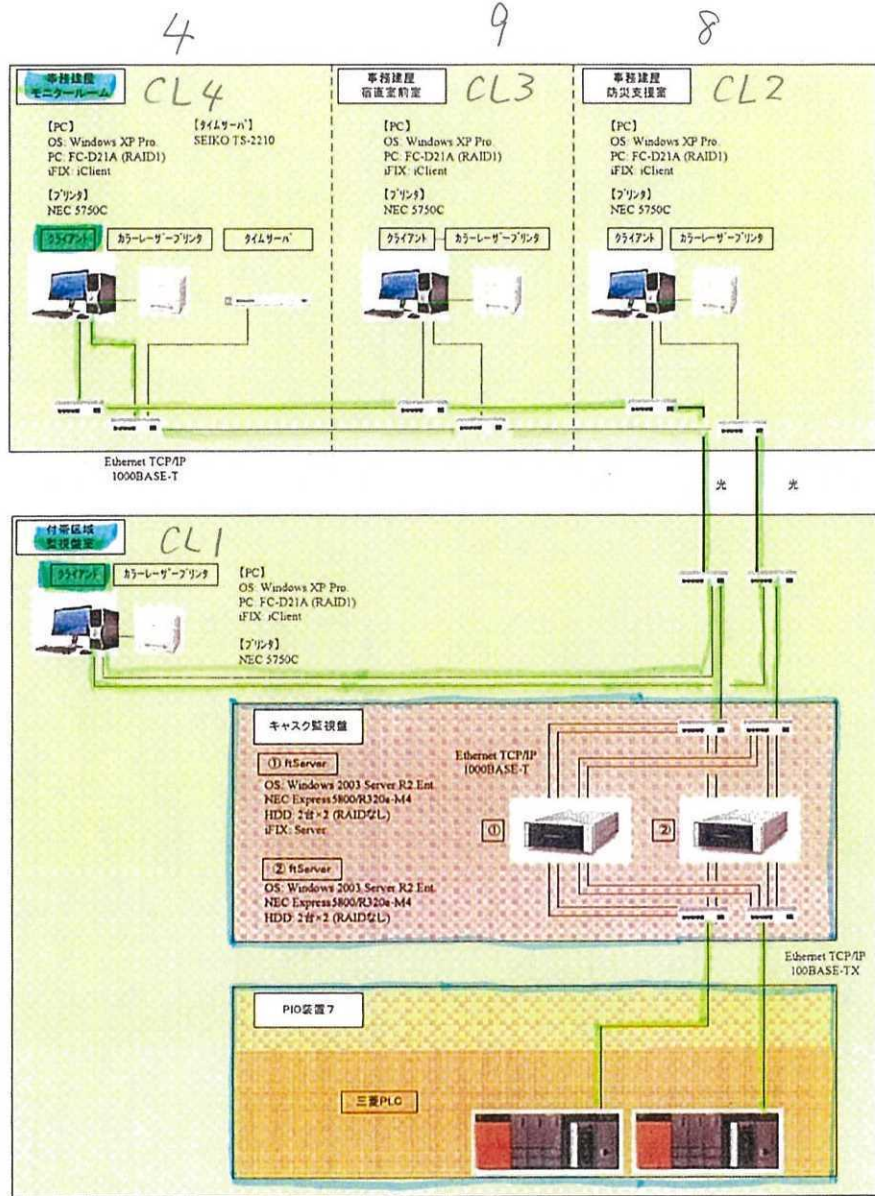 4
9
8
事務建屋
モニタールーム
CL4
【PC】
OS: Windows XP Pro.
PC: FC-D21A (RAID1)
iFIX: iClient
【タイムサーバ】
SEIKO TS-2210
【プリンタ】
NEC 5750C
クライアント
カラーレーザープリンタ
タイムサーバ
事務建屋
宿直室前室
CL3
【PC】
OS: Windows XP Pro.
PC: FC-D21A (RAID1)
iFIX: iClient
【プリンタ】
NEC 5750C
クライアント
カラーレーザープリンタ
事務建屋
防災支援室
CL2
【PC】
OS: Windows XP Pro.
PC: FC-D21A (RAID1)
iFIX: iClient
【プリンタ】
NEC 5750C
クライアント
カラーレーザープリンタ
Ethernet TCP/IP
1000BASE-T
光
光
付帯区域
監視盤室
CL1
クライアント
カラーレーザープリンタ
【PC】
OS: Windows XP Pro.
PC: FC-D21A (RAID1)
iFIX: iClient
【プリンタ】
NEC 5750C
キャスク監視盤
① ftServer
OS: Windows 2003 Server R2 Ent.
NEC Express5800/R320a-M4
HDD: 2台×2 (RAIDなし)
iFIX: Server
② ftServer
OS: Windows 2003 Server R2 Ent.
NEC Express5800/R320a-M4
HDD: 2台×2 (RAIDなし)
Ethernet TCP/IP
1000BASE-T
①
②
Ethernet TCP/IP
100BASE-TX
PIO装置7
三菱PLC